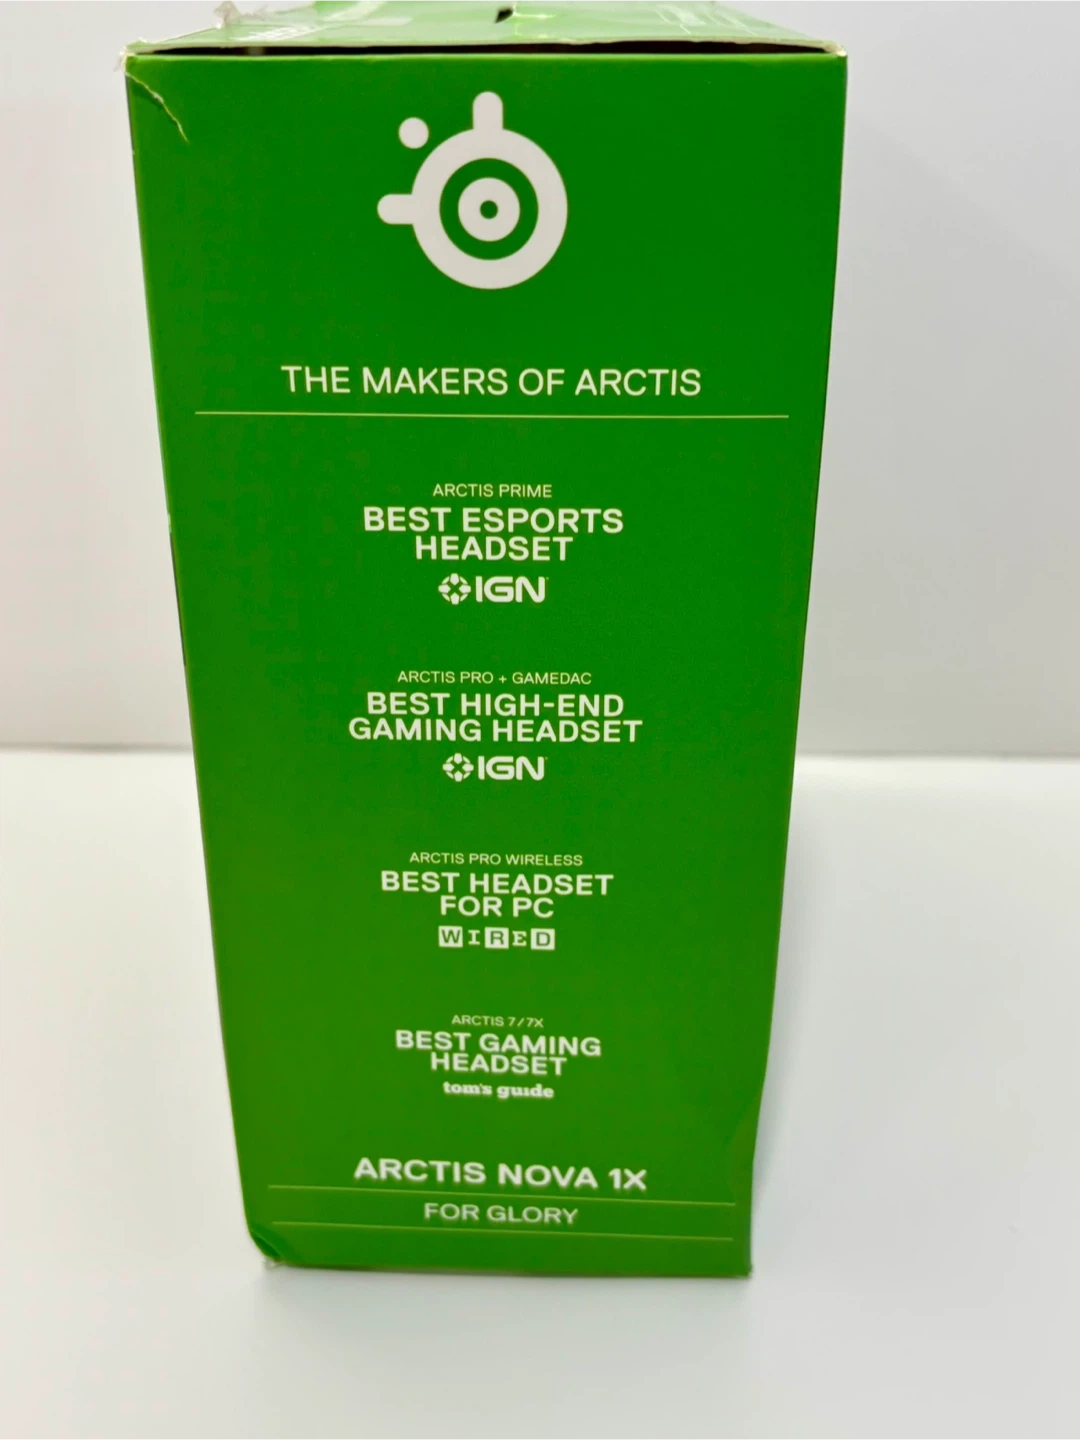 THE MAKERS OF ARCTIS
ARCTIS PRIME
BEST ESPORTS
HEADSET
IGN
ARCTIS PRO + GAMEDAC
BEST HIGH-END
GAMING HEADSET
IGN
ARCTIS PRO WIRELESS
BEST HEADSET
FOR PC
WIRED
ARCTIS 7/7X
BEST GAMING
HEADSET
tom's guide
ARCTIS NOVA 1X
FOR GLORY